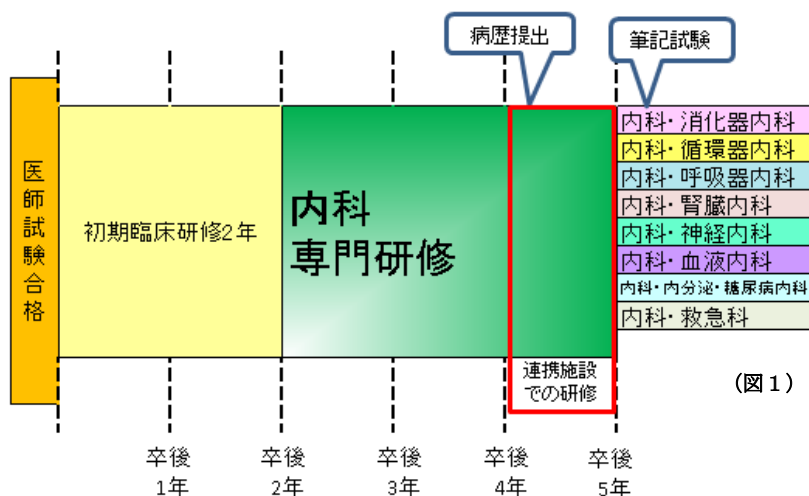 病歴提出
筆記試験
医師試験合格
初期臨床研修2年
内科
専門研修
内科・消化器内科
内科・循環器内科
内科・呼吸器内科
内科・腎臓内科
内科・神経内科
内科・血液内科
内科・内分泌・糖尿病内科
内科・救急科
連携施設
での研修
(図1)
卒後
1年
卒後
2年
卒後
3年
卒後
4年
卒後
5年